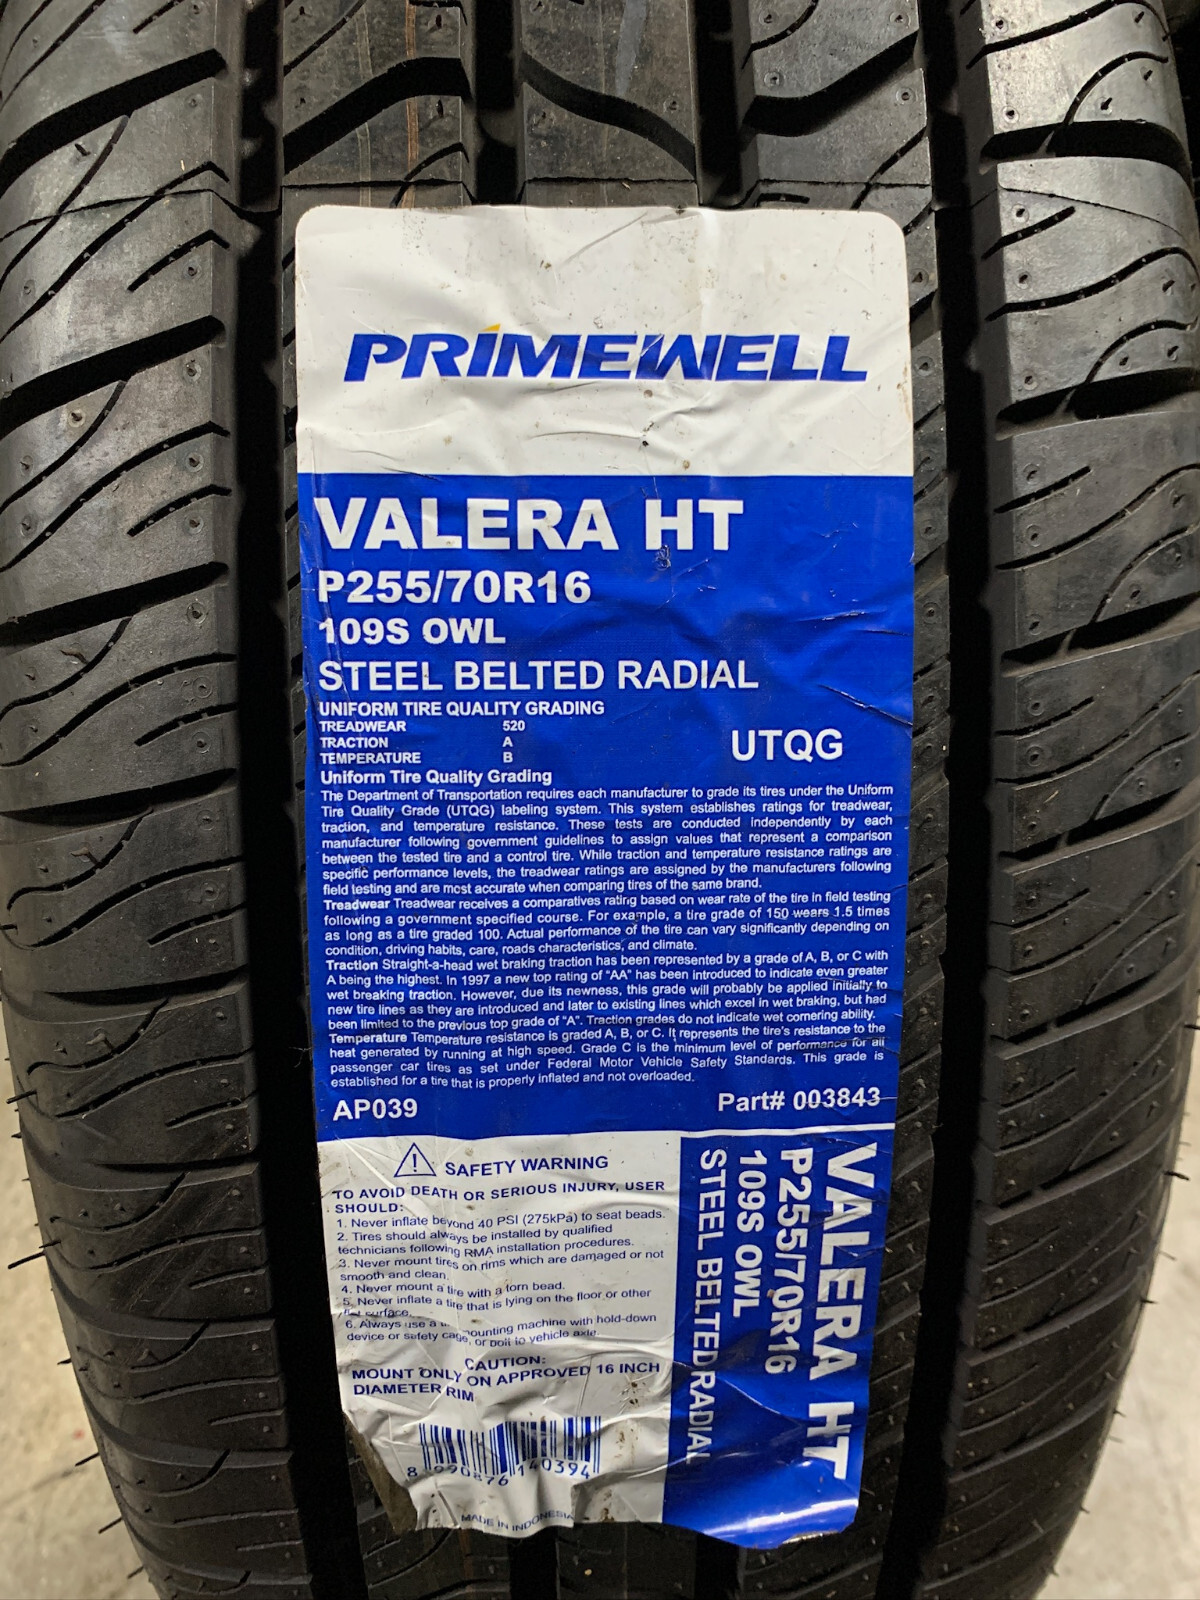 PRIMEWELL
VALERA HT
P255/70R16
109S OWL
STEEL BELTED RADIAL
UNIFORM TIRE QUALITY GRADING
TREADWEAR 520
TRACTION A
TEMPERATURE B
UTQG
Uniform Tire Quality Grading
The Department of Transportation requires each manufacturer to grade its tires under the Uniform
Tire Quality Grade (UTQG) labeling system. This system establishes ratings for treadwear,
traction, and temperature resistance. These tests are conducted independently by each
manufacturer following government guidelines to assign values that represent a comparison
between the tested tire and a control tire. While traction and temperature resistance ratings are
specific performance levels, the treadwear ratings are assigned by the manufacturers following
field testing and are most accurate when comparing tires of the same brand.
Treadwear Treadwear receives a comparatives rating based on wear rate of the tire in field testing
following a government specified course. For example, a tire grade of 150 wears 1.5 times
as long as a tire graded 100. Actual performance of the tire can vary significantly depending on
condition, driving habits, care, roads characteristics, and climate.
Traction Straight-a-head wet braking traction has been represented by a grade of A, B, or C with
A being the highest. In 1997 a new top rating of "AA" has been introduced to indicate even greater
wet breaking traction. However, due its newness, this grade will probably be applied initially to
new tire lines as they are introduced and later to existing lines which excel in wet braking, but had
been limited to the previous top grade of "A". Traction grades do not indicate wet cornering ability.
Temperature Temperature resistance is graded A, B, or C. It represents the tire's resistance to the
heat generated by running at high speed. Grade C is the minimum level of performance for all
passenger car tires as set under Federal Motor Vehicle Safety Standards. This grade is
established for a tire that is properly inflated and not overloaded.
AP039
Part# 003843
SAFETY WARNING
TO AVOID DEATH OR SERIOUS INJURY, USER
SHOULD:
1. Never inflate beyond 40 PSI (275kPa) to seat beads.
2. Tires should always be installed by qualified
technicians following RMA installation procedures.
3. Never mount tires on rims which are damaged or not
smooth and clean.
4. Never mount a tire with a torn bead.
5. Never inflate a tire that is lying on the floor or other
surface.
6. Always use a mounting machine with hold-down
device or safety cage, or bolt to vehicle axle.
CAUTION:
MOUNT ONLY ON APPROVED 16 INCH
DIAMETER RIM
8 990876 140394
MADE IN INDONESIA
VALERA HT
P255/70R16
109S OWL
STEEL BELTED RADIAL